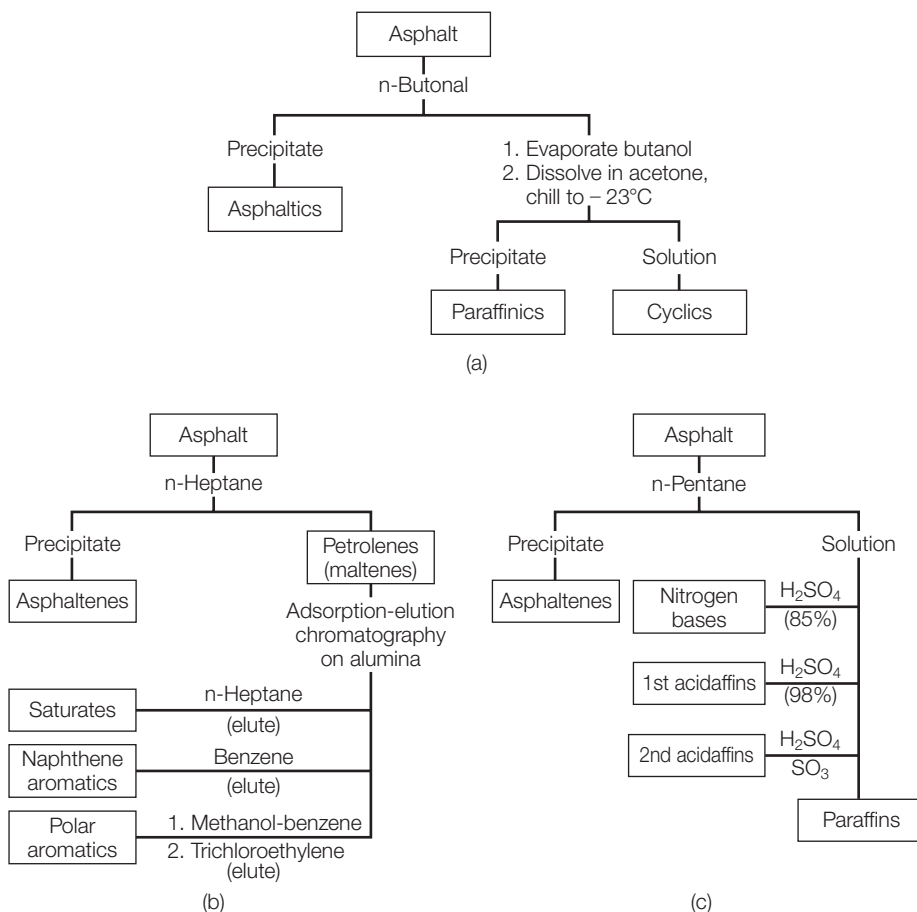 Asphalt
n-Butonal
Precipitate
Asphaltics
1. Evaporate butanol
2. Dissolve in acetone,
chill to – 23°C
Precipitate
Paraffinics
Solution
Cyclics
(a)
Asphalt
n-Heptane
Precipitate
Asphaltenes
Petrolenes
(maltenes)
Adsorption-elution
chromatography
on alumina
Saturates
n-Heptane
(elute)
Naphthene
aromatics
Benzene
(elute)
Polar
aromatics
1. Methanol-benzene
2. Trichloroethylene
(elute)
(b)
Asphalt
n-Pentane
Precipitate
Asphaltenes
Solution
Nitrogen
bases
H₂SO₄
(85%)
1st acidaffins
H₂SO₄
(98%)
2nd acidaffins
H₂SO₄
SO₃
Paraffins
(c)